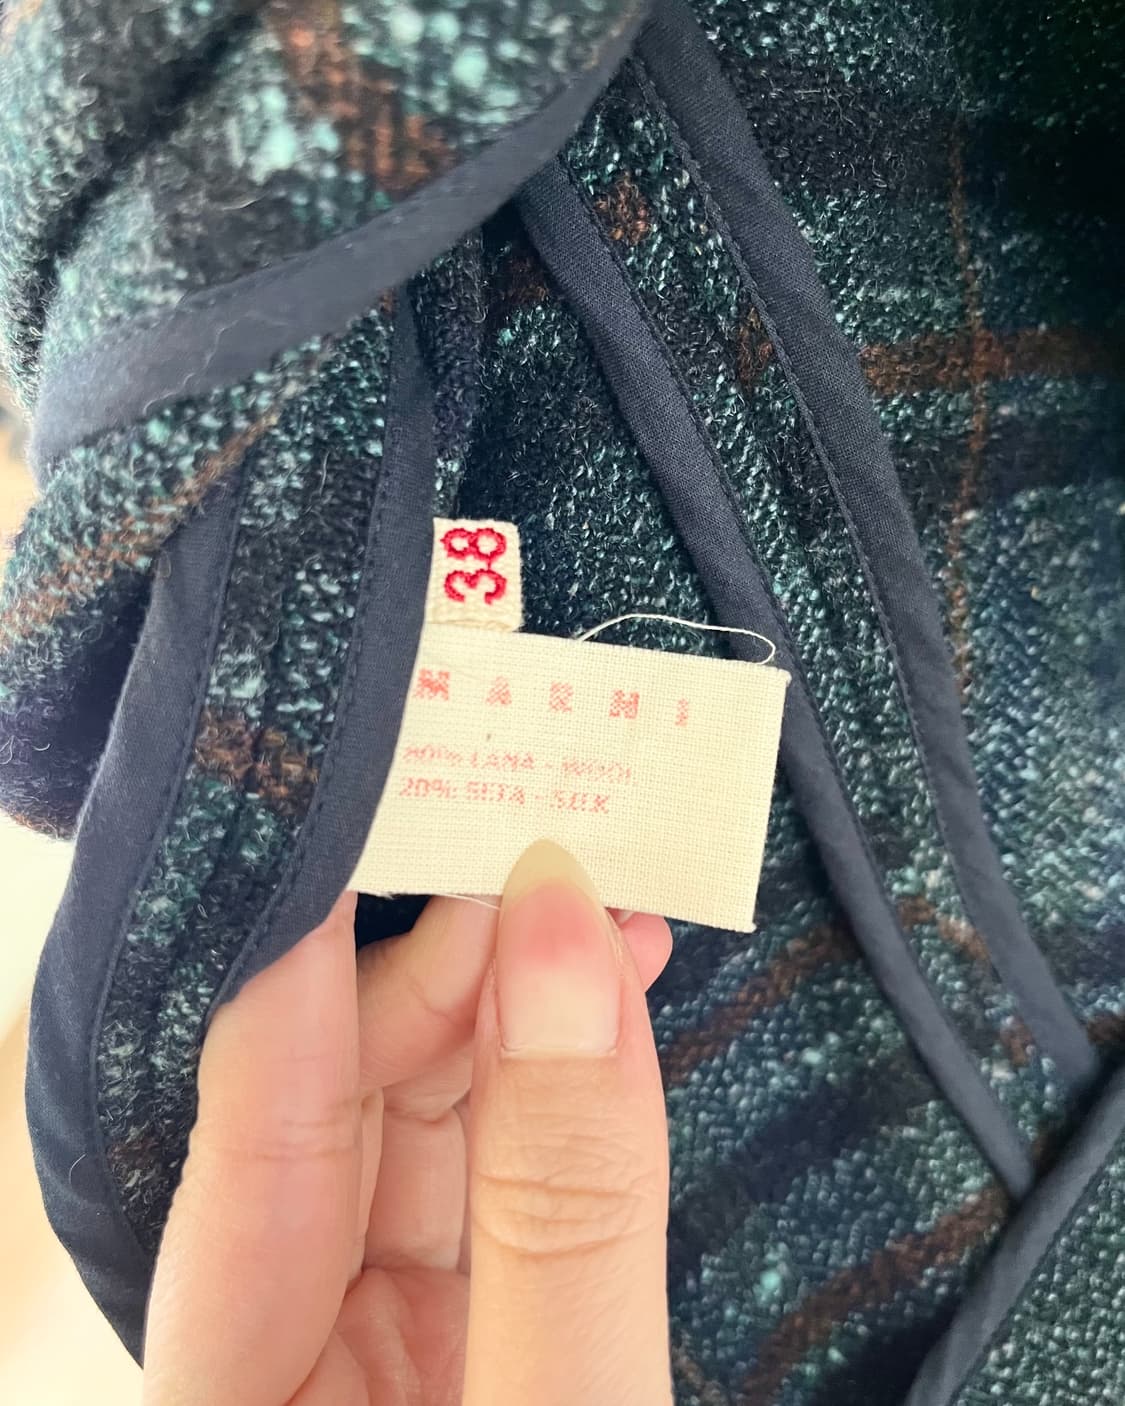 38
MARNI
80% LANA - WOOL
20% SETA - SILK